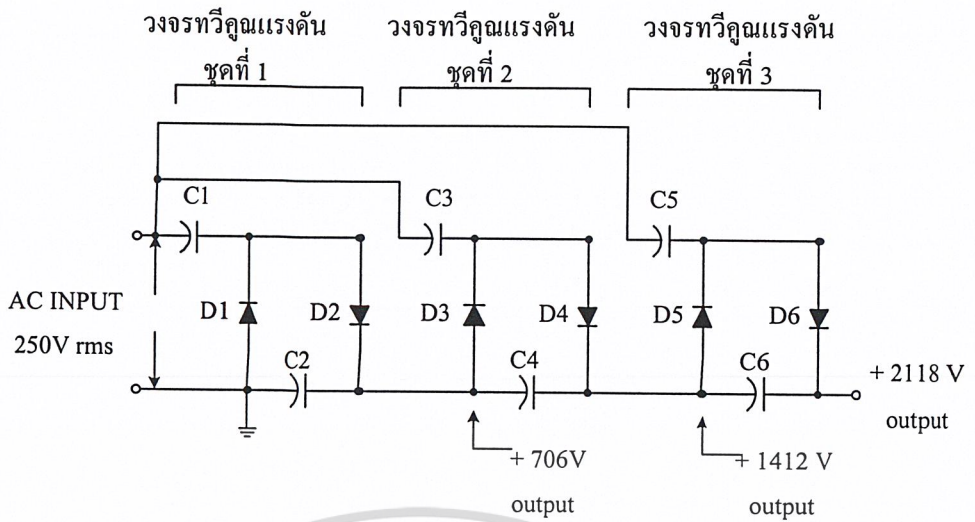 วงจรทวีคูณแรงดัน
ชุดที่ 1
วงจรทวีคูณแรงดัน
ชุดที่ 2
วงจรทวีคูณแรงดัน
ชุดที่ 3
C1
C3
C5
AC INPUT
250V rms
D1
D2
D3
D4
D5
D6
C2
C4
C6
+ 2118 V
output
+ 706V
output
+ 1412 V
output